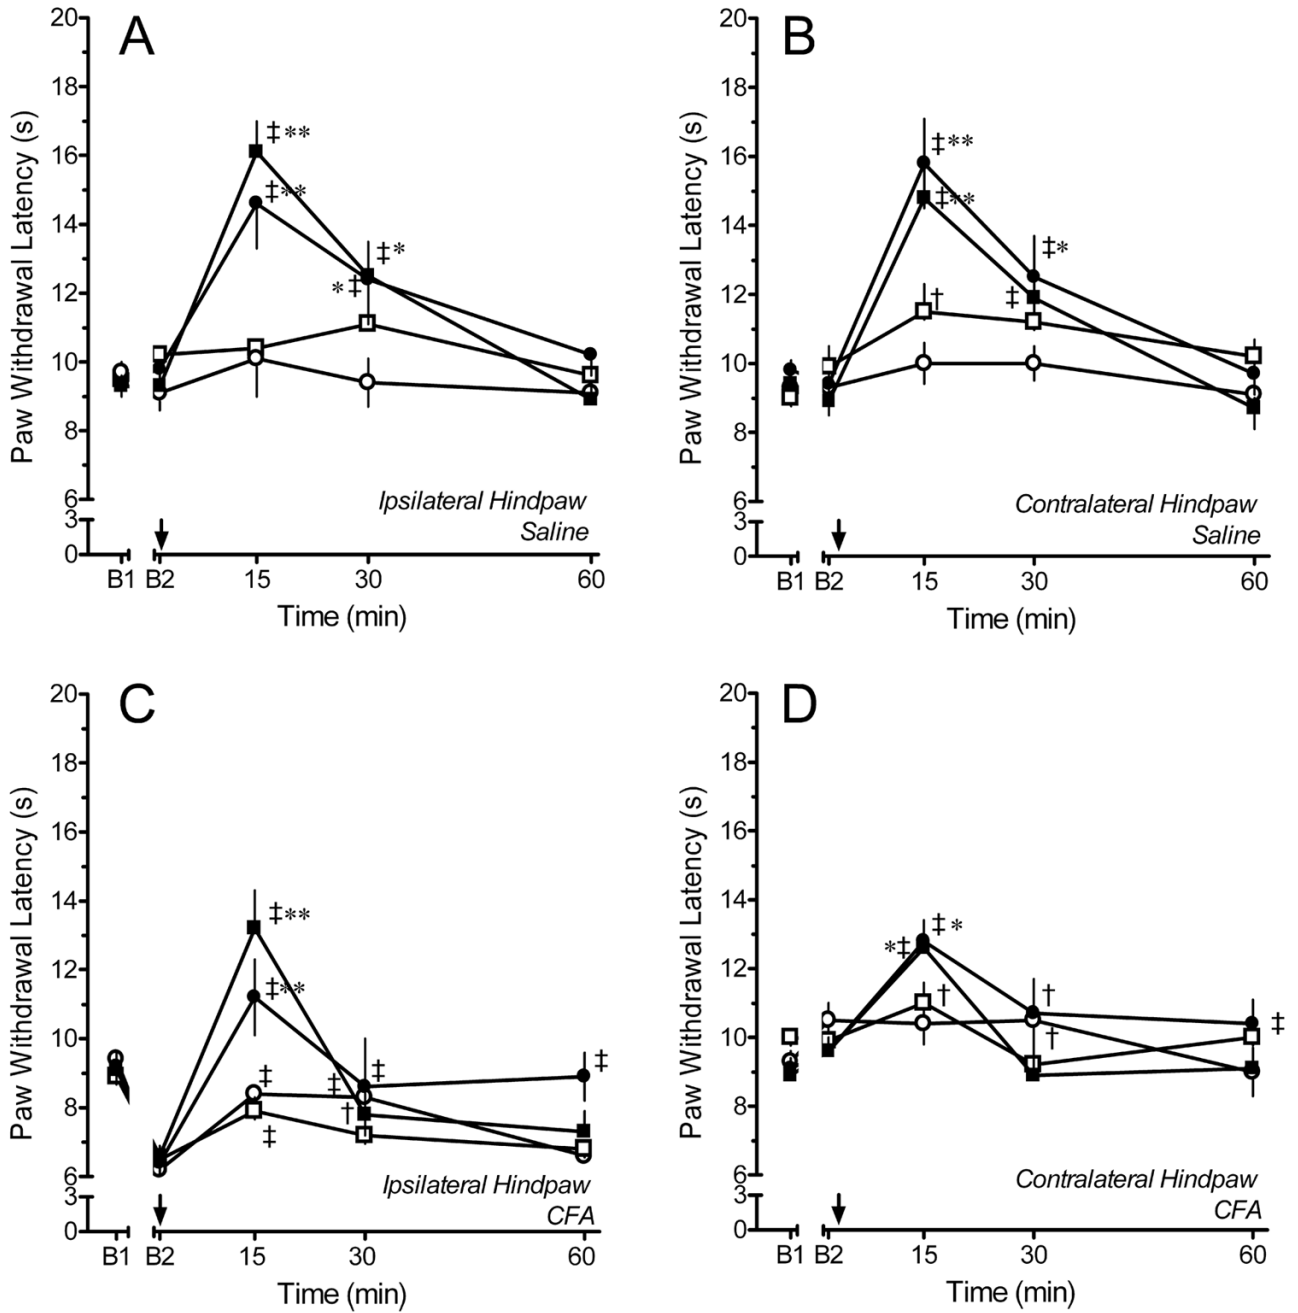 A
20
18
16
14
12
10
8
6
3
0
Paw Withdrawal Latency (s)
‡**
‡**
‡*
*‡
Ipsilateral Hindpaw
Saline
B1 B2 15 30 60
Time (min)
B
20
18
16
14
12
10
8
6
3
0
Paw Withdrawal Latency (s)
‡**
‡**
‡*
†
‡
Contralateral Hindpaw
Saline
B1 B2 15 30 60
Time (min)
C
20
18
16
14
12
10
8
6
3
0
Paw Withdrawal Latency (s)
‡**
‡**
‡
‡
‡
‡
†
‡
Ipsilateral Hindpaw
CFA
B1 B2 15 30 60
Time (min)
D
20
18
16
14
12
10
8
6
3
0
Paw Withdrawal Latency (s)
‡*
*‡
†
†
‡
†
Contralateral Hindpaw
CFA
B1 B2 15 30 60
Time (min)